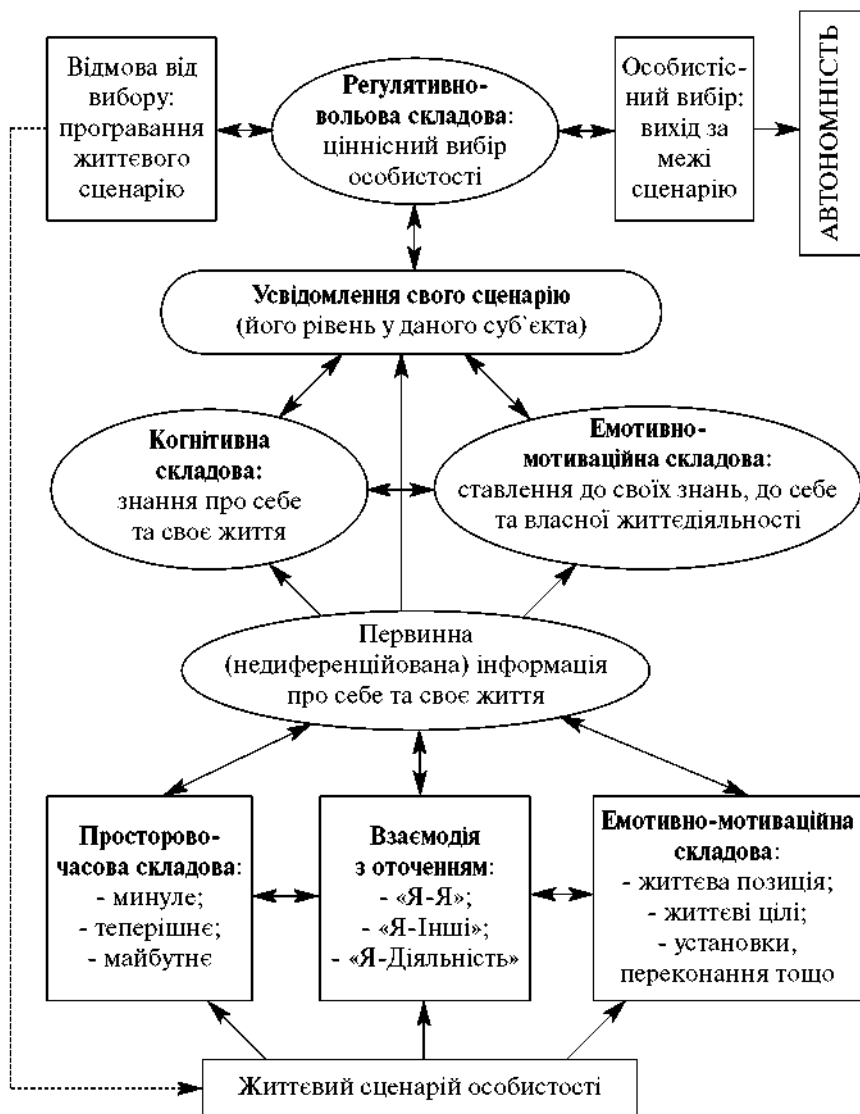 Відмова від
вибору:
програвання
життєвого
сценарію
Регулятивно-
вольова складова:
ціннісний вибір
особистості
Особистіс-
ний вибір:
вихід за
межі
сценарію
АВТОНОМНІСТЬ
Усвідомлення свого сценарію
(його рівень у даного суб`єкта)
Когнітивна
складова:
знання про себе
та своє життя
Емотивно-
мотиваційна складова:
ставлення до своїх знань, до себе
та власної життєдіяльності
Первинна
(недиференційована) інформація
про себе та своє життя
Просторово-
часова складова:
- минуле;
- теперішнє;
- майбутнє
Взаємодія
з оточенням:
- «Я-Я»;
- «Я-Інші»;
- «Я-Діяльність»
Емотивно-мотиваційна
складова:
- життєва позиція;
- життєві цілі;
- установки,
переконання тощо
Життєвий сценарій особистості